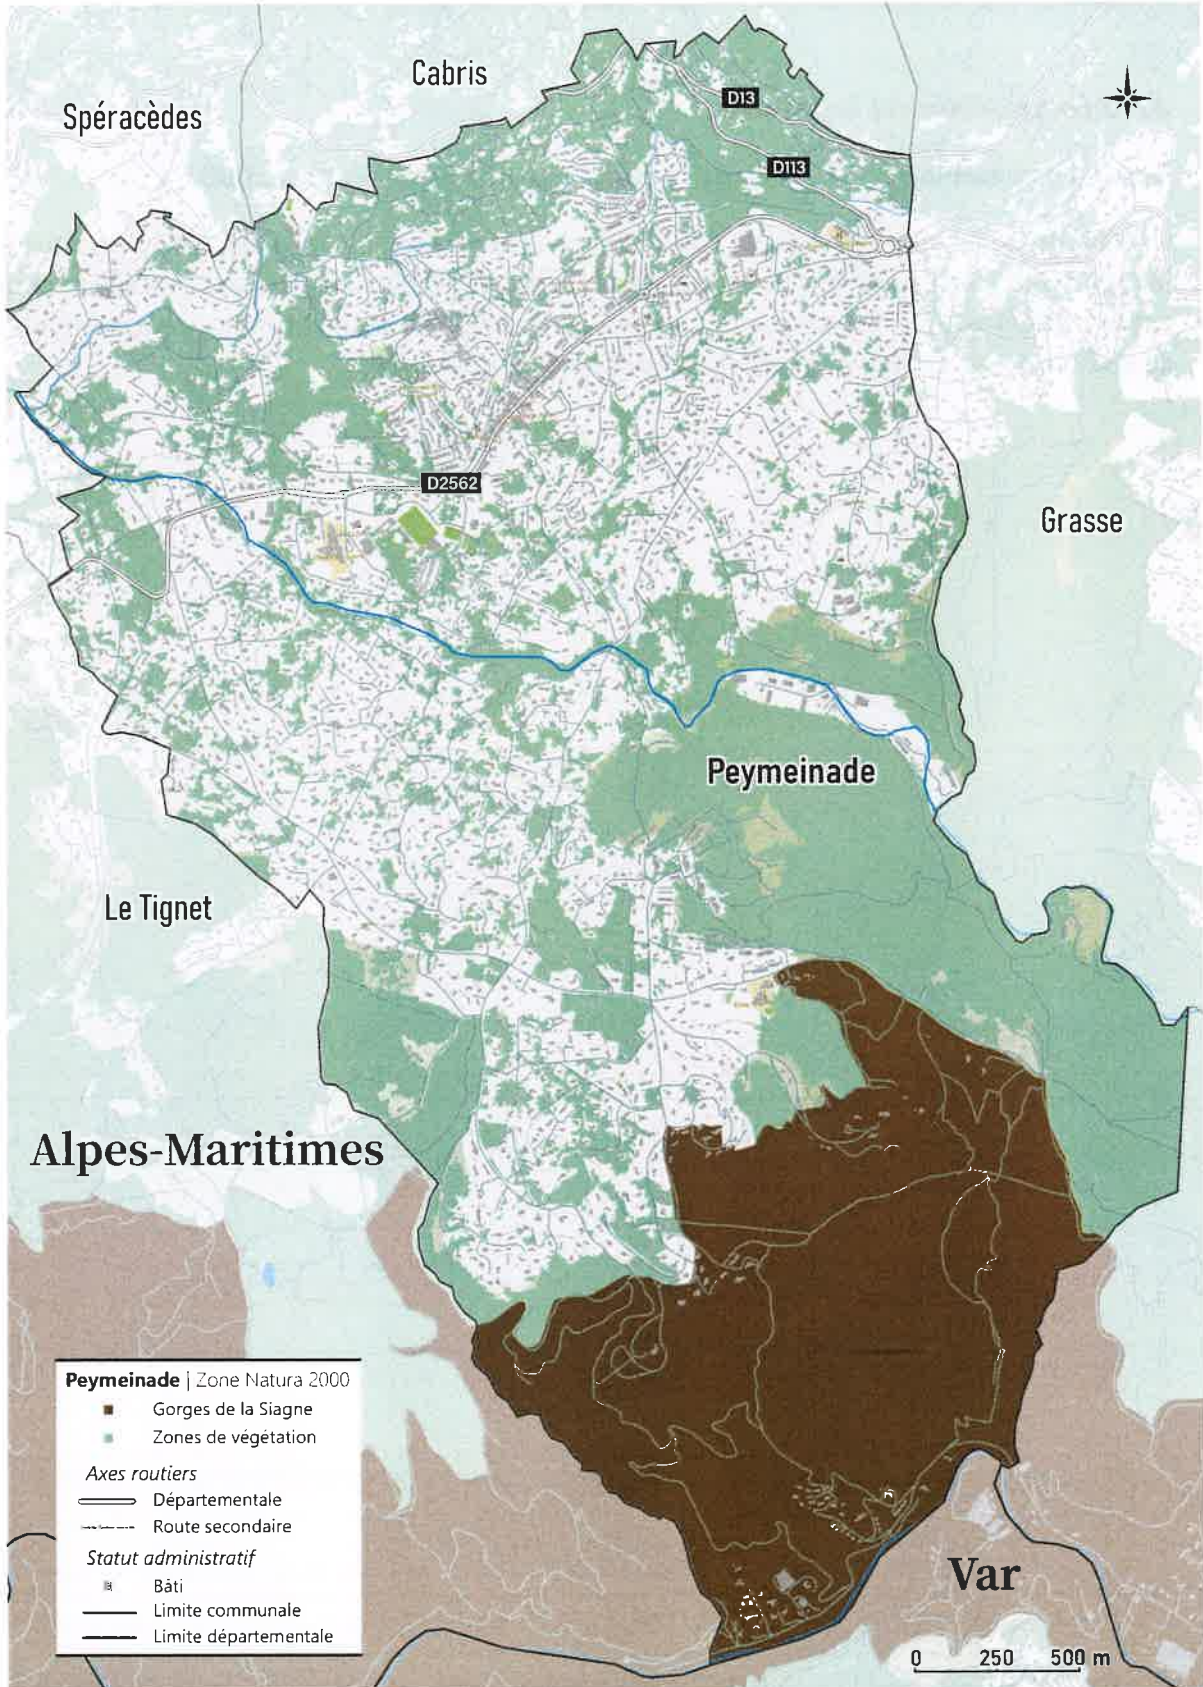 Cabris
Spéracèdes
D13
D113
D2562
Grasse
Peymeinade
Le Tignet
Alpes-Maritimes
Peymeinade | Zone Natura 2000
Gorges de la Siagne
Zones de végétation
Axes routiers
Départementale
Route secondaire
Statut administratif
Bâti
Limite communale
Limite départementale
Var
0 250 500 m